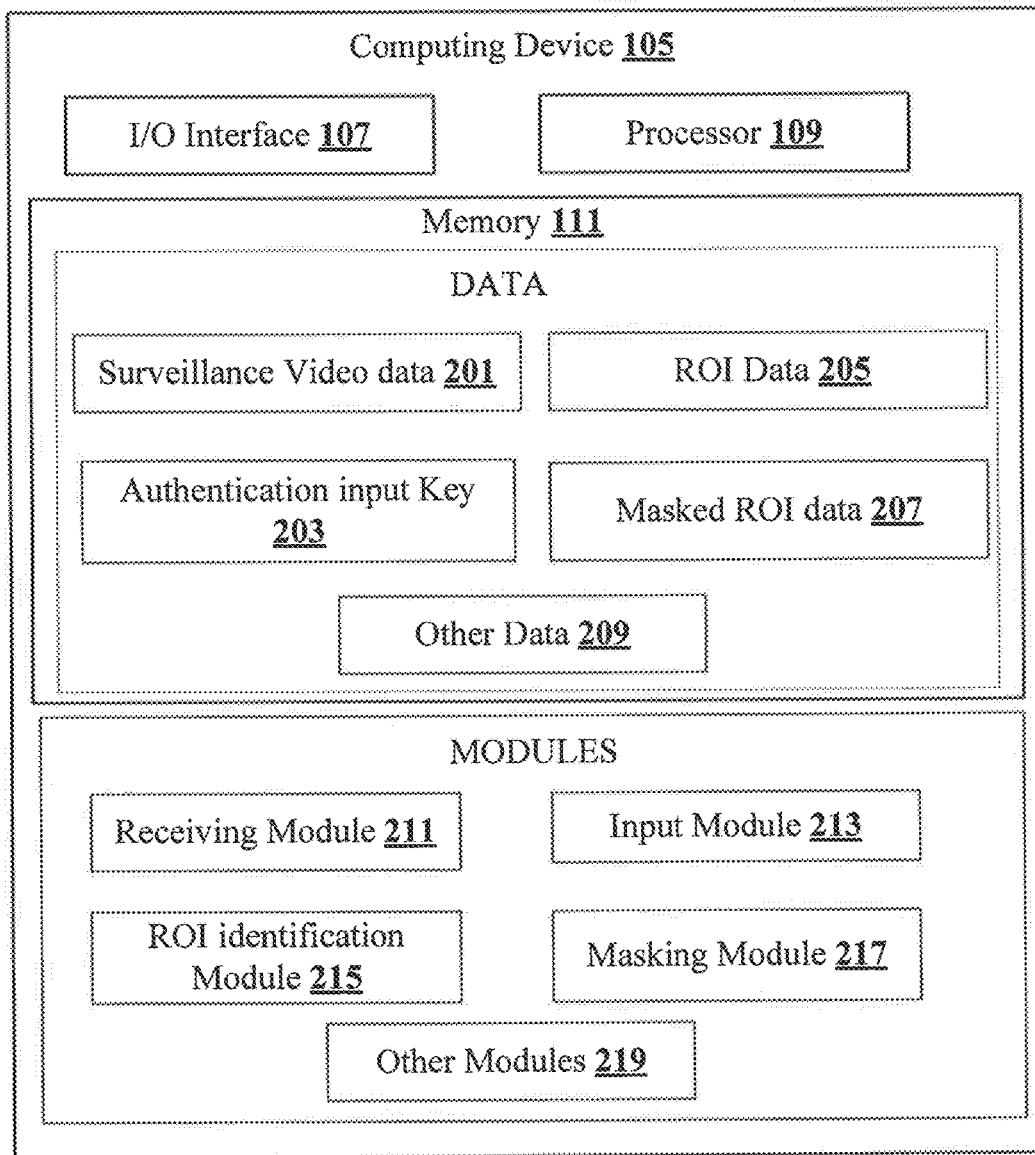 Computing Device 105
I/O Interface 107
Processor 109
Memory 111
DATA
Surveillance Video data 201
ROI Data 205
Authentication input Key
203
Masked ROI data 207
Other Data 209
MODULES
Receiving Module 211
Input Module 213
ROI identification
Module 215
Masking Module 217
Other Modules 219